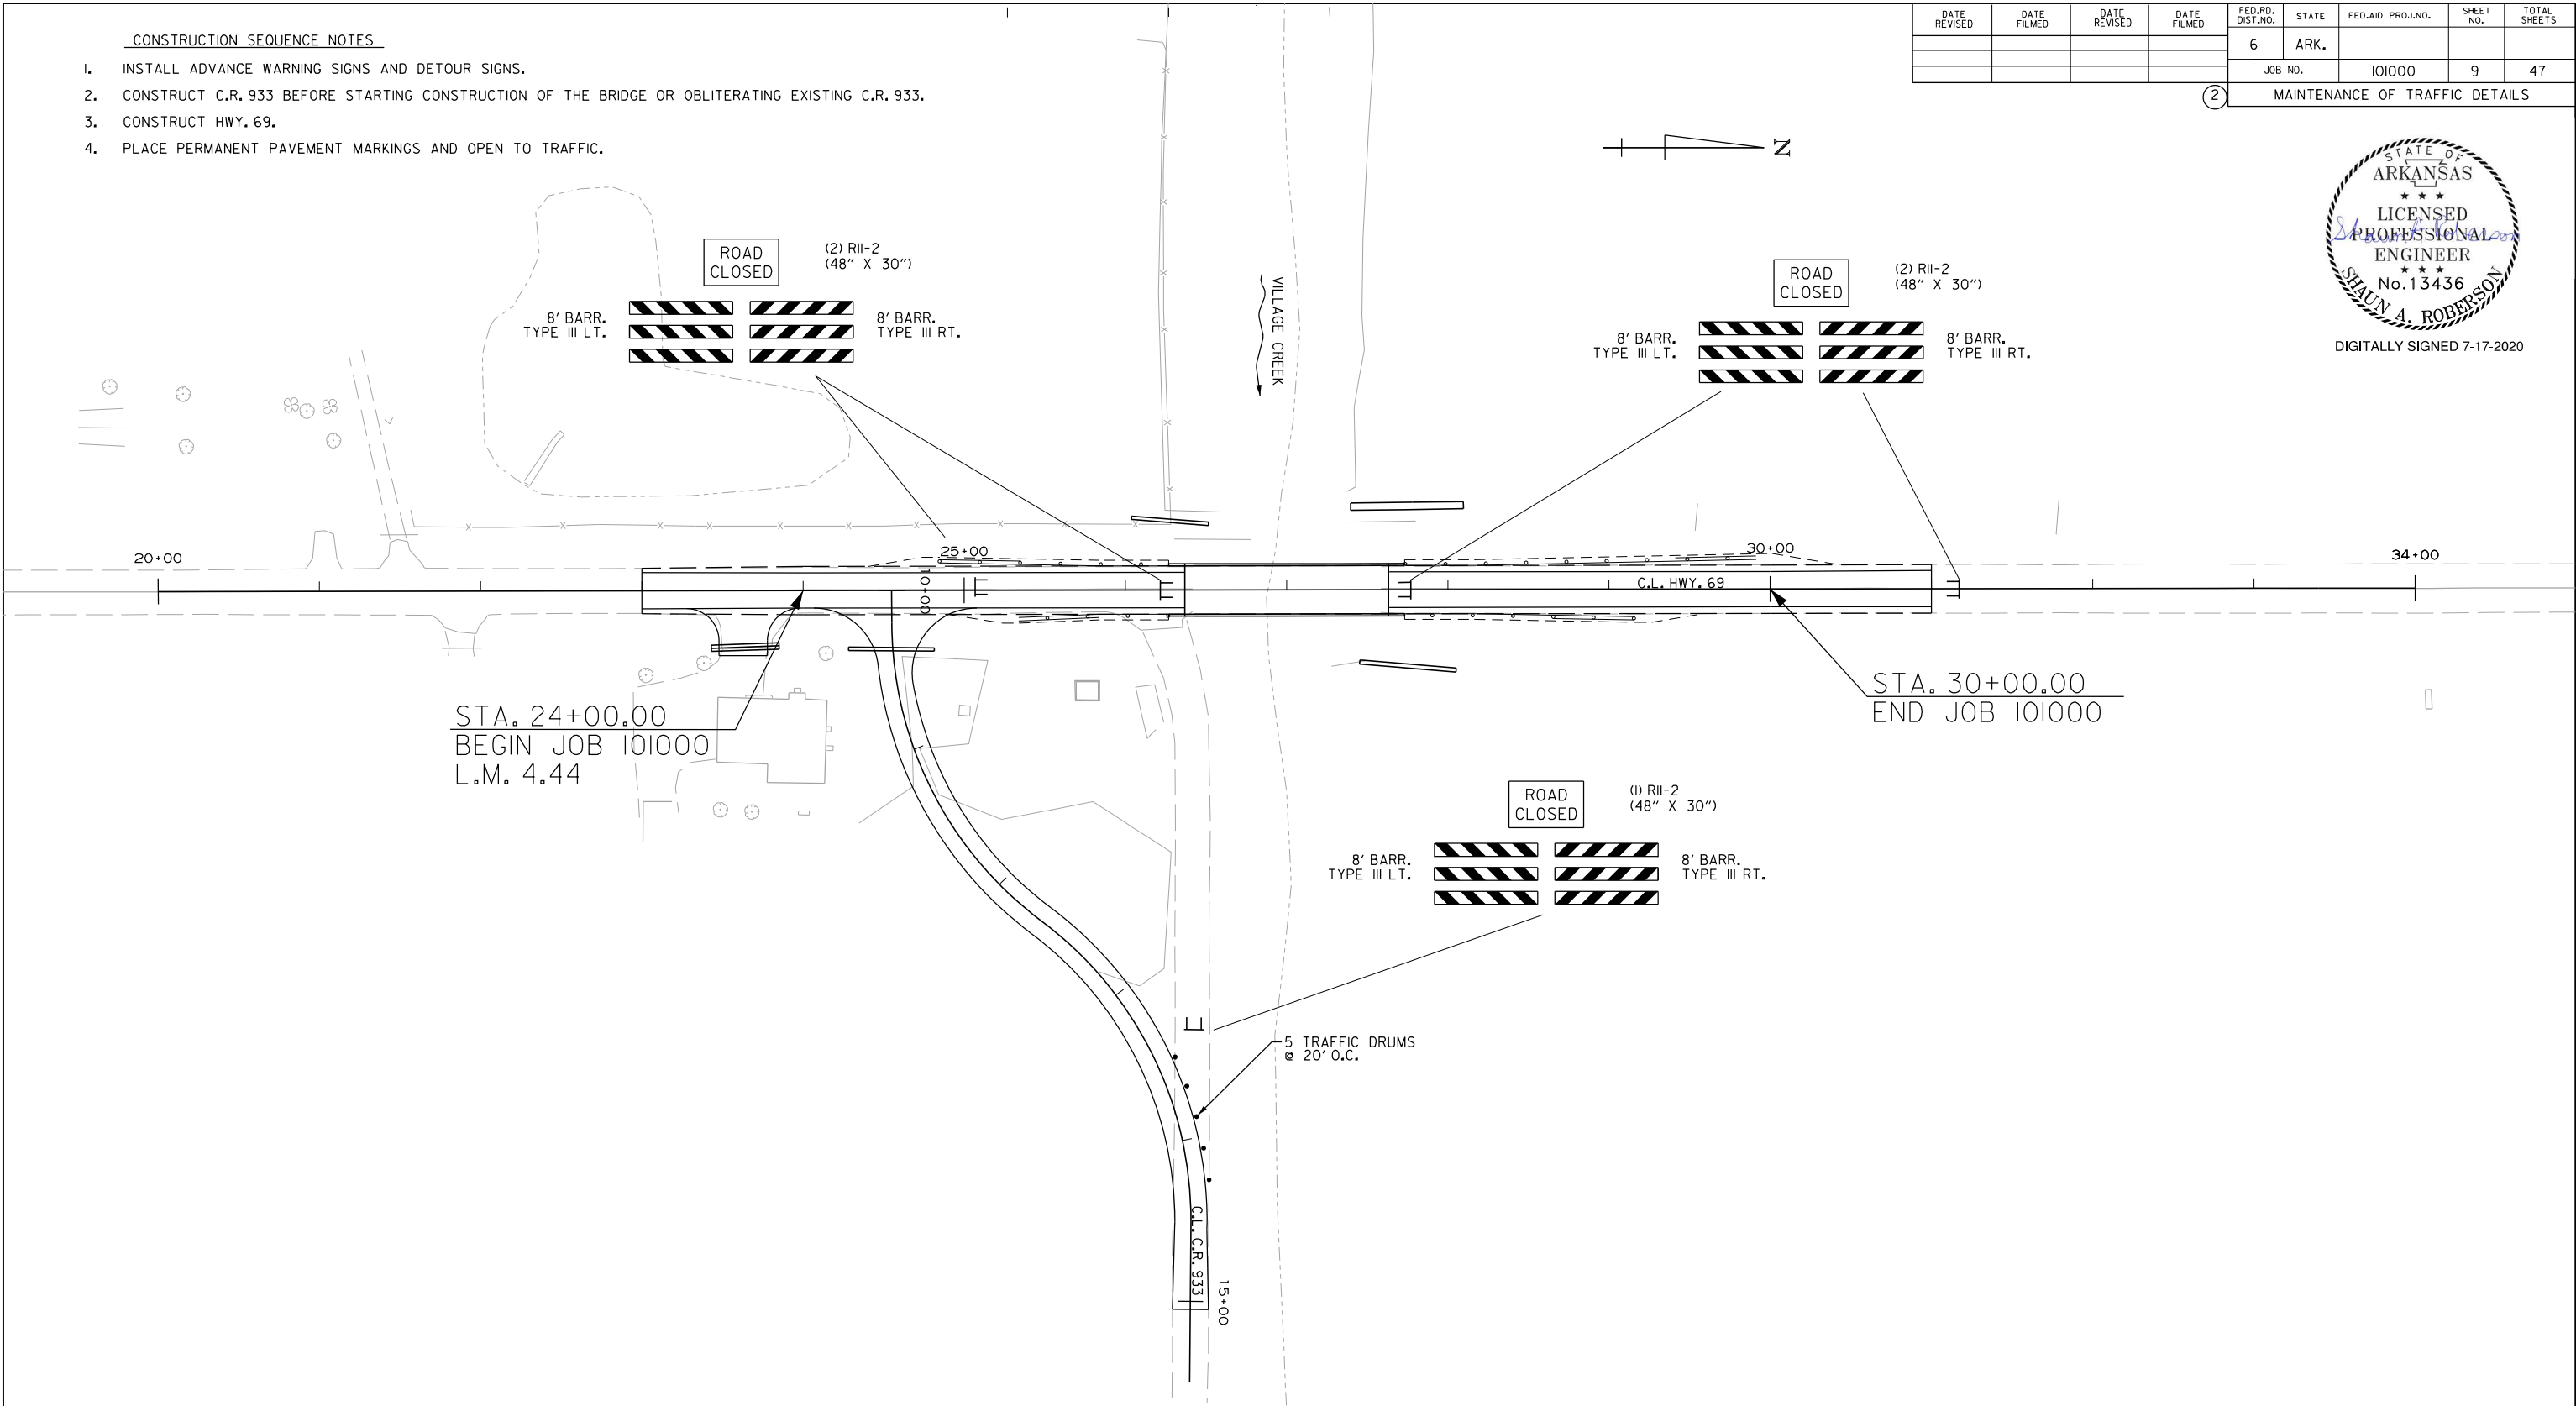 CONSTRUCTION SEQUENCE NOTES
1. INSTALL ADVANCE WARNING SIGNS AND DETOUR SIGNS.
2. CONSTRUCT C.R. 933 BEFORE STARTING CONSTRUCTION OF THE BRIDGE OR OBLITERATING EXISTING C.R. 933.
3. CONSTRUCT HWY. 69.
4. PLACE PERMANENT PAVEMENT MARKINGS AND OPEN TO TRAFFIC.
DATE REVISED
DATE FILMED
DATE REVISED
DATE FILMED
FED.RD. DIST.NO.
STATE
FED.AID PROJ.NO.
SHEET NO.
TOTAL SHEETS
6 ARK.
JOB NO. 101000 9 47
2 MAINTENANCE OF TRAFFIC DETAILS
N
STATE OF
ARKANSAS
★ ★ ★
LICENSED
PROFESSIONAL
ENGINEER
★ ★ ★
No.13436
SHAUN A. ROBERSON
Shaun A Roberson
DIGITALLY SIGNED 7-17-2020
ROAD
CLOSED
(2) R11-2
(48" X 30")
8' BARR.
TYPE III LT.
8' BARR.
TYPE III RT.
VILLAGE CREEK
ROAD
CLOSED
(2) R11-2
(48" X 30")
8' BARR.
TYPE III LT.
8' BARR.
TYPE III RT.
20+00
25+00
30+00
34+00
10+00
C.L. HWY. 69
STA. 24+00.00
BEGIN JOB 101000
L.M. 4.44
STA. 30+00.00
END JOB 101000
ROAD
CLOSED
(1) R11-2
(48" X 30")
8' BARR.
TYPE III LT.
8' BARR.
TYPE III RT.
5 TRAFFIC DRUMS
@ 20' O.C.
C.L. C.R. 933
15+00